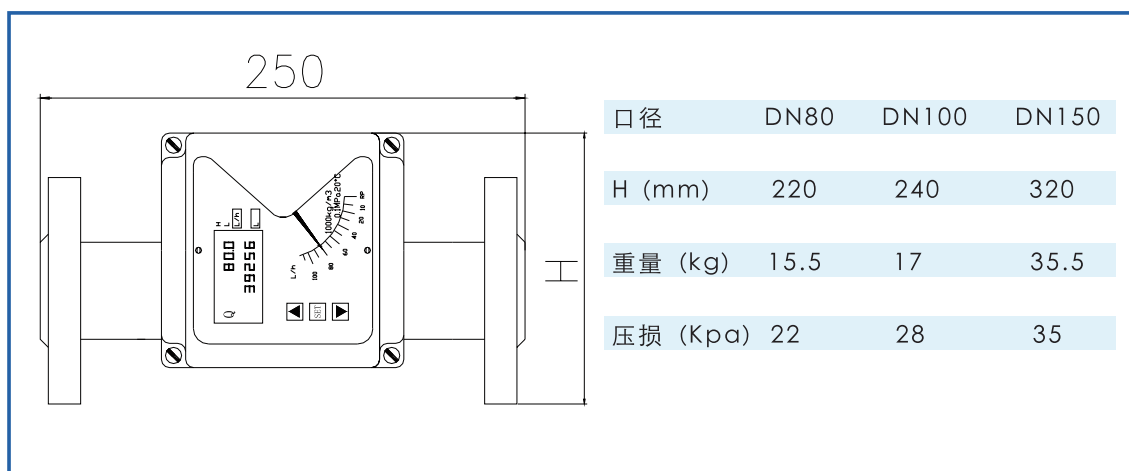 250
口径 DN80 DN100 DN150
H (mm) 220 240 320
重量 (kg) 15.5 17 35.5
压损 (Kpa) 22 28 35
H
Q 80.0
39256
H
L L/h
L
1000kg/m3
0.1MPa20°C
L/h 100 80 60 40 20 10 RP
SET